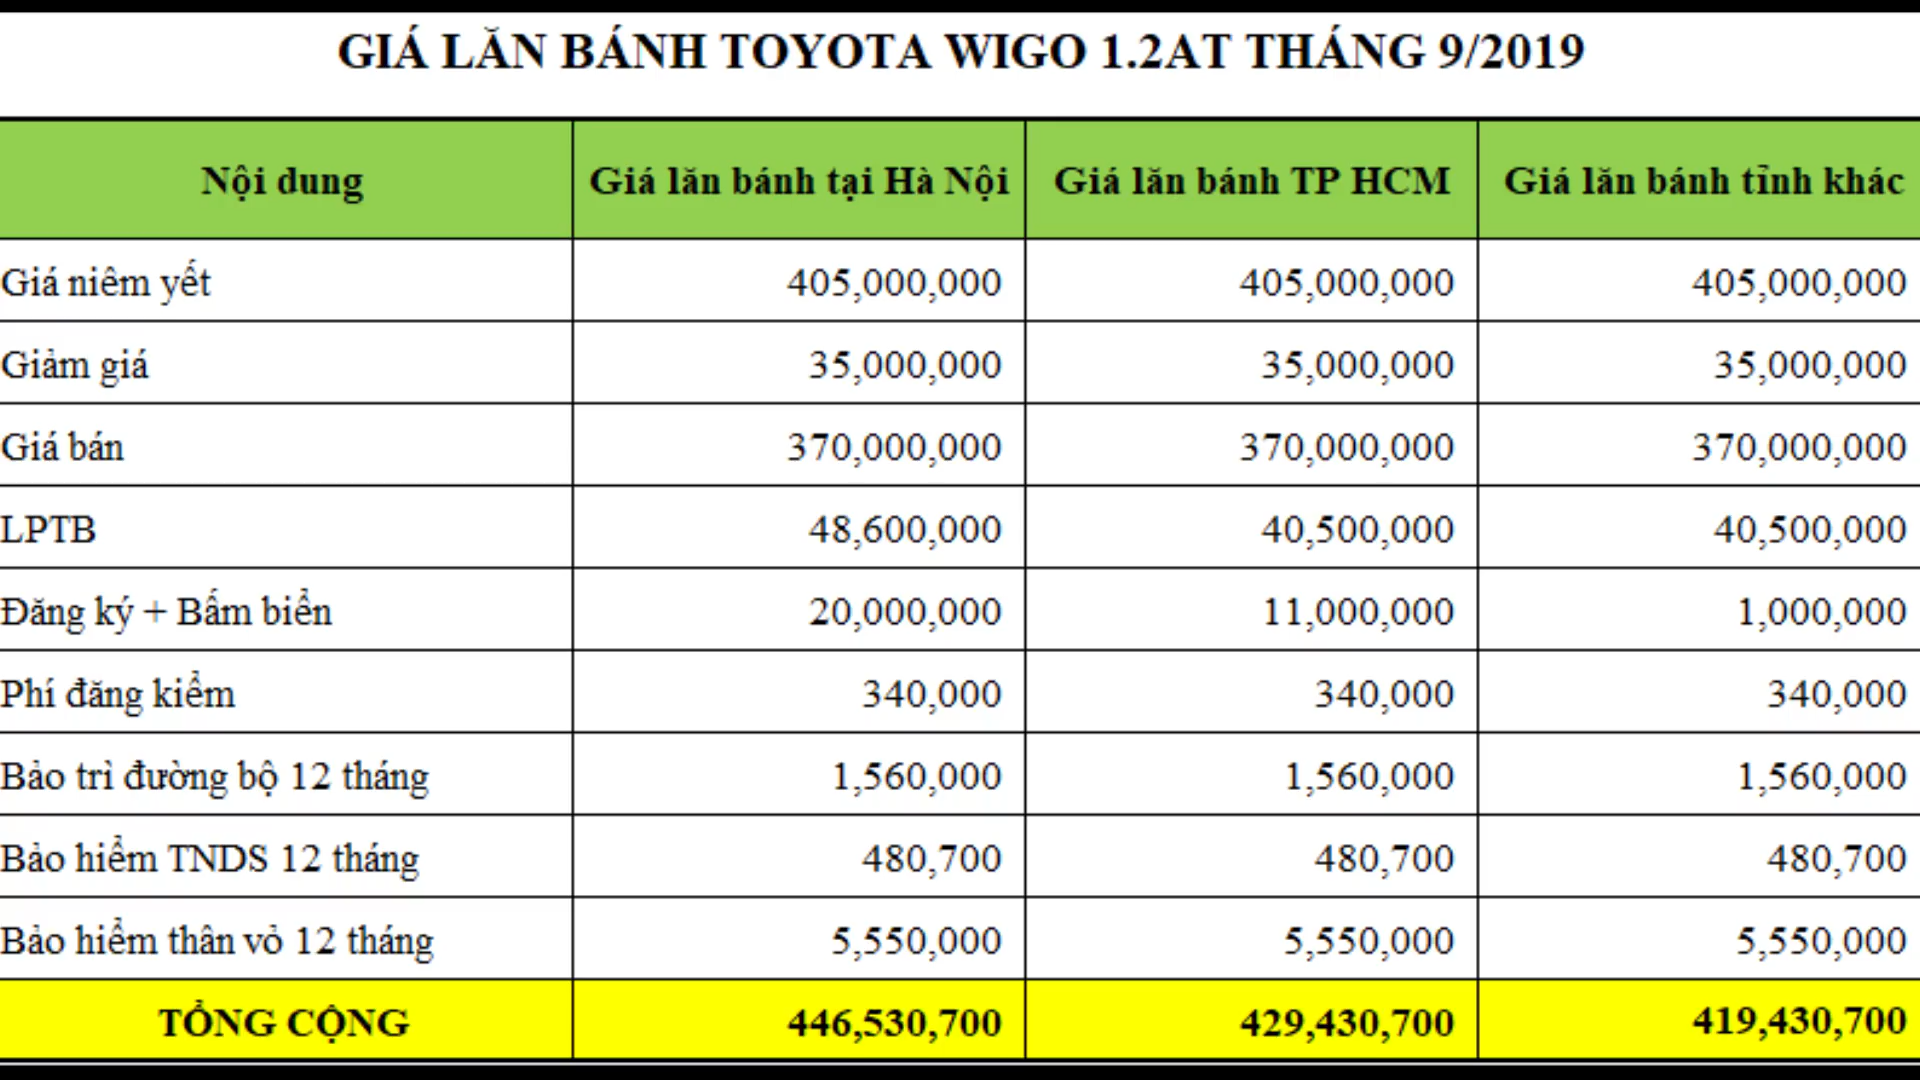 GIÁ LĂN BÁNH TOYOTA WIGO 1.2AT THÁNG 9/2019
Nội dung Giá lăn bánh tại Hà Nội Giá lăn bánh TP HCM Giá lăn bánh tỉnh khác
Giá niêm yết 405,000,000 405,000,000 405,000,000
Giảm giá 35,000,000 35,000,000 35,000,000
Giá bán 370,000,000 370,000,000 370,000,000
LPTB 48,600,000 40,500,000 40,500,000
Đăng ký + Bấm biển 20,000,000 11,000,000 1,000,000
Phí đăng kiểm 340,000 340,000 340,000
Bảo trì đường bộ 12 tháng 1,560,000 1,560,000 1,560,000
Bảo hiểm TNDS 12 tháng 480,700 480,700 480,700
Bảo hiểm thân vỏ 12 tháng 5,550,000 5,550,000 5,550,000
TỔNG CỘNG 446,530,700 429,430,700 419,430,700